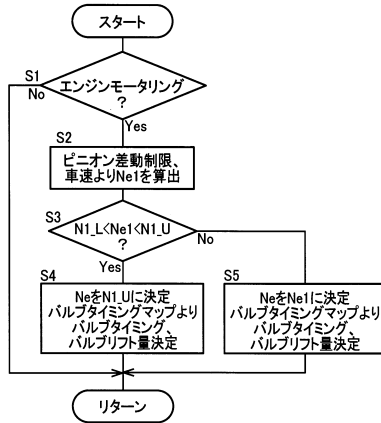 スタート
S1
エンジンモータリング
?
No
Yes
S2
ピニオン差動制限、
車速よりNe1を算出
S3
N1_L<Ne1<N1_U
?
No
Yes
S4
NeをN1_Uに決定
バルブタイミングマップより
バルブタイミング、
バルブリフト量決定
S5
NeをNe1に決定
バルブタイミングマップより
バルブタイミング、
バルブリフト量決定
リターン